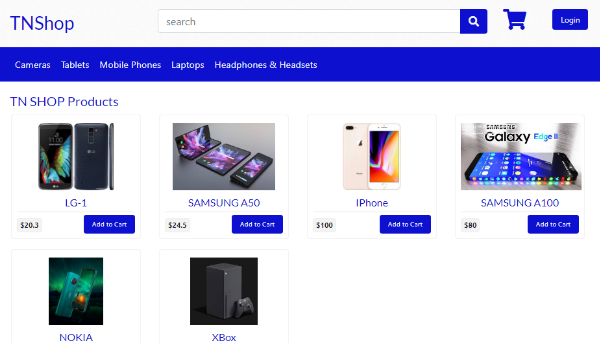 TNShop
search
Login
Cameras Tablets Mobile Phones Laptops Headphones & Headsets
TN SHOP Products
SAMSUNG
Galaxy Edge II
LG-1 SAMSUNG A50 IPhone SAMSUNG A100
$20.3 Add to Cart $24.5 Add to Cart $100 Add to Cart $80 Add to Cart
NOKIA XBox